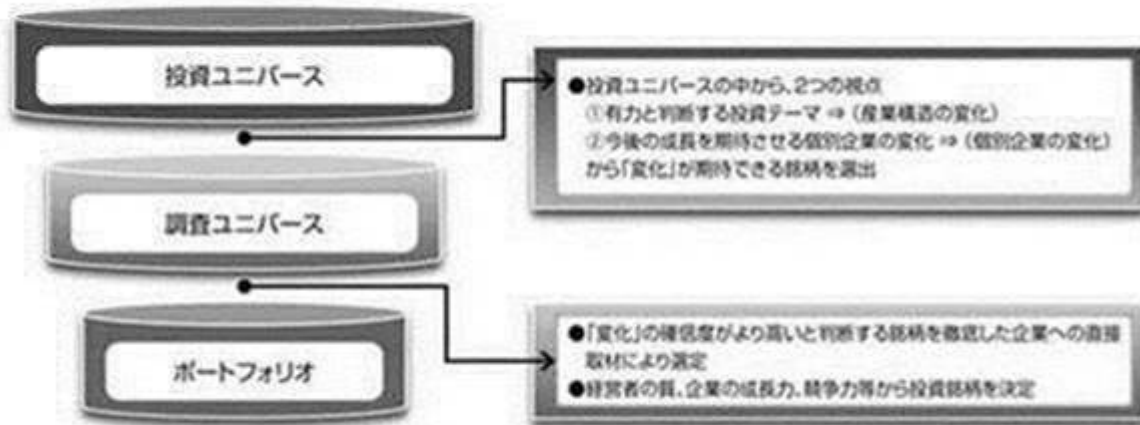 投資ユニバース
●投資ユニバースの中から、2つの視点
①有力と判断する投資テーマ ⇒ (産業構造の変化)
②今後の成長を期待させる個別企業の変化 ⇒ (個別企業の変化)
から「変化」が期待できる銘柄を選出
調査ユニバース
●「変化」の確信度がより高いと判断する銘柄を徹底した企業への直接
取材により選定
●経営者の質、企業の成長力、競争力等から投資銘柄を決定
ポートフォリオ